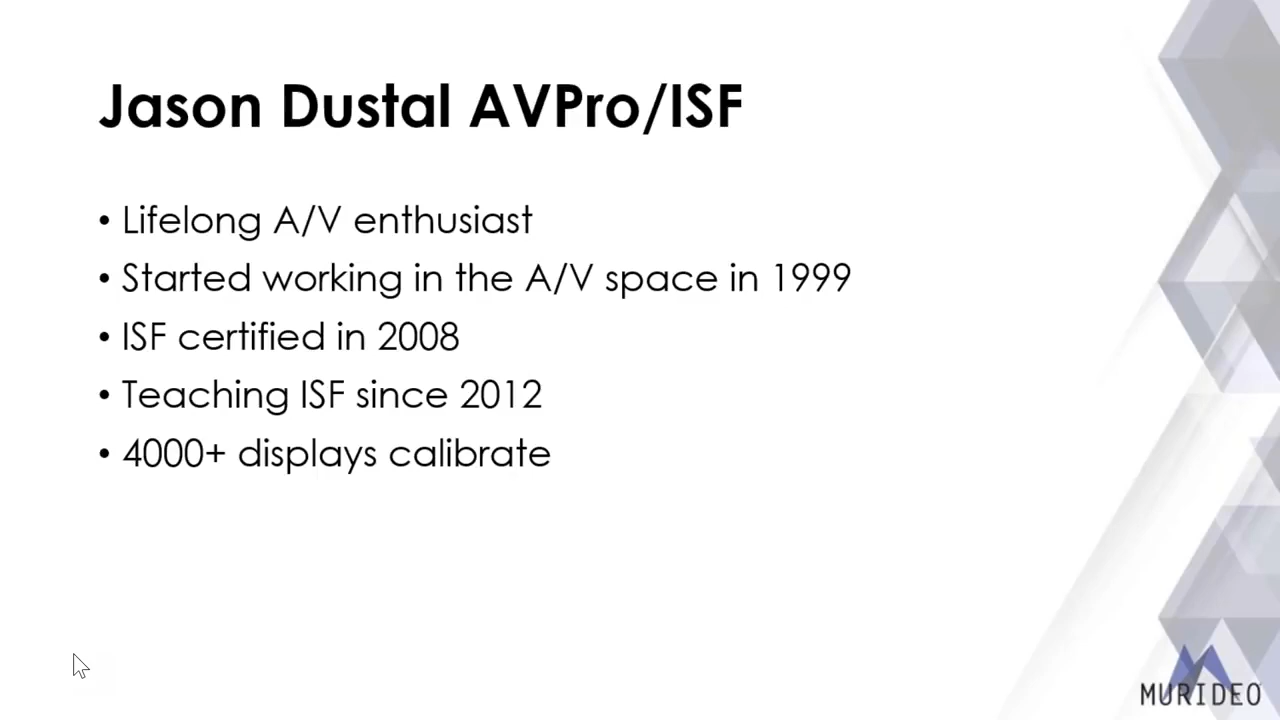 Jason Dustal AVPro/ISF
• Lifelong A/V enthusiast
• Started working in the A/V space in 1999
• ISF certified in 2008
• Teaching ISF since 2012
• 4000+ displays calibrate
MURIDEO